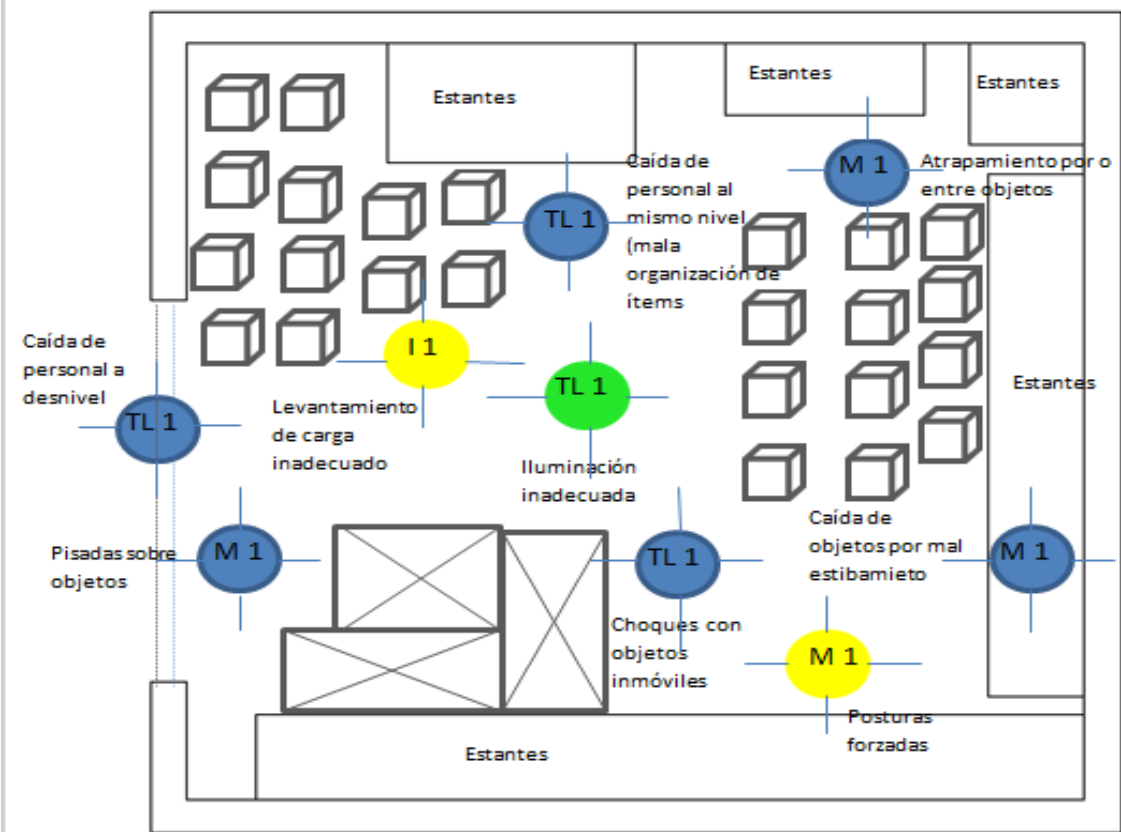 Estantes
Estantes
Estantes
M 1
Atrapamiento por o
entre objetos
Caída de
personal al
mismo nivel
(mala
organización de
ítems
TL 1
Caída de
personal a
desnivel
TL 1
I 1
Levantamiento
de carga
inadecuado
TL 1
Iluminación
inadecuada
Estantes
Pisadas sobre
objetos
M 1
TL 1
Choques con
objetos
inmóviles
Caída de
objetos por mal
estibamieto
M 1
M 1
Posturas
forzadas
Estantes